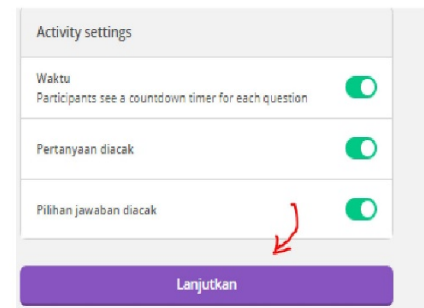 Activity settings
Waktu
Participants see a countdown timer for each question
Pertanyaan diacak
Pilihan jawaban diacak
Lanjutkan